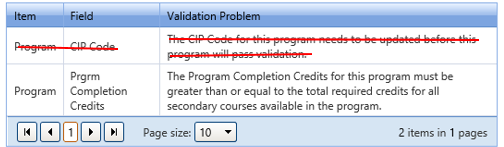 Item Field Validation Problem
Program CIP Code The CIP Code for this program needs to be updated before this
program will pass validation.
Program Prgm Completion Credits The Program Completion Credits for this program must be
greater than or equal to the total required credits for all
secondary courses available in the program.
1 Page size: 10 2 items in 1 pages